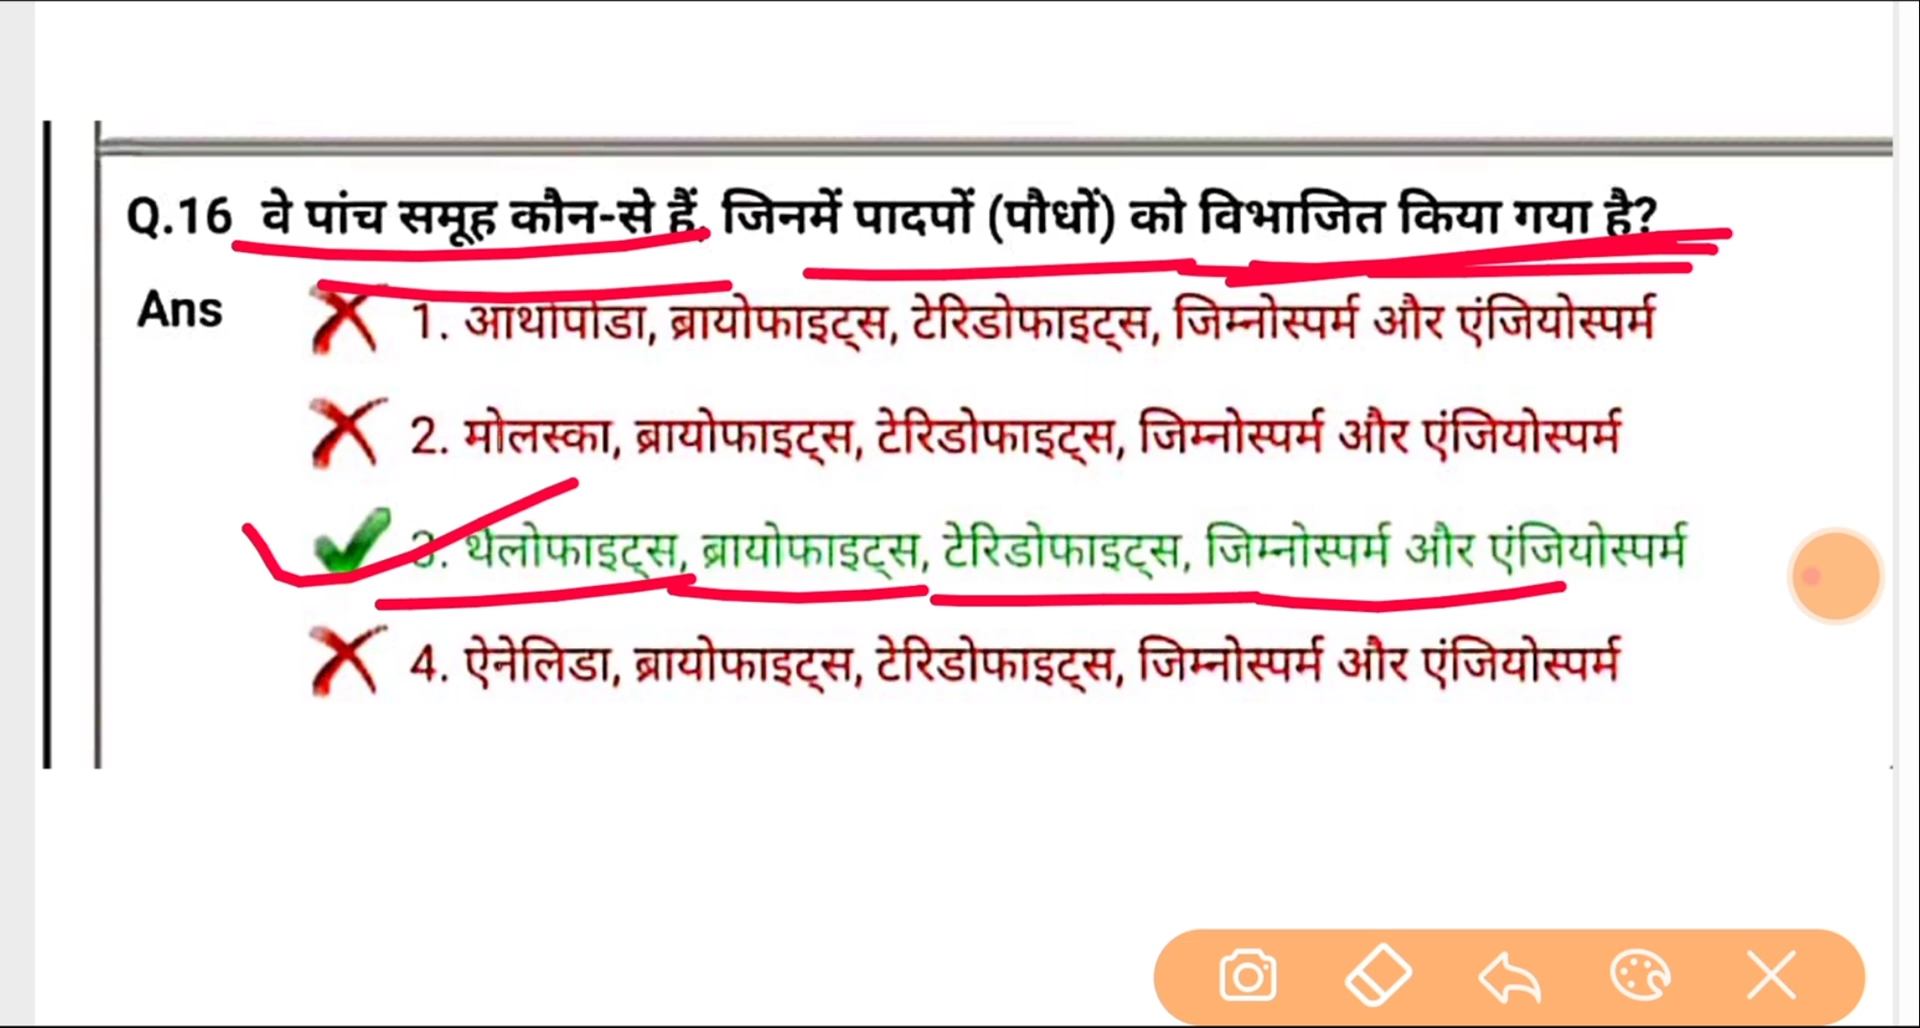 Q.16 वे पांच समूह कौन-से हैं, जिनमें पादपों (पौधों) को विभाजित किया गया है?
Ans 1. आर्थोपोडा, ब्रायोफाइट्स, टेरिडोफाइट्स, जिम्नोस्पर्म और एंजियोस्पर्म
2. मोलस्का, ब्रायोफाइट्स, टेरिडोफाइट्स, जिम्नोस्पर्म और एंजियोस्पर्म
3. थैलोफाइट्स, ब्रायोफाइट्स, टेरिडोफाइट्स, जिम्नोस्पर्म और एंजियोस्पर्म
4. ऐनेलिडा, ब्रायोफाइट्स, टेरिडोफाइट्स, जिम्नोस्पर्म और एंजियोस्पर्म